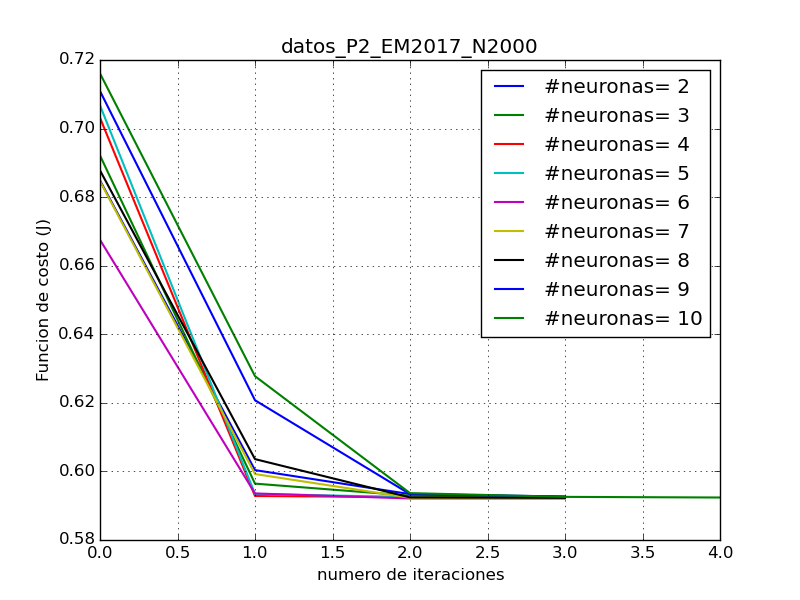 datos_P2_EM2017_N2000
0.72
0.70
0.68
0.66
0.64
0.62
0.60
0.58
Funcion de costo (J)
#neuronas= 2
#neuronas= 3
#neuronas= 4
#neuronas= 5
#neuronas= 6
#neuronas= 7
#neuronas= 8
#neuronas= 9
#neuronas= 10
0.0 0.5 1.0 1.5 2.0 2.5 3.0 3.5 4.0
numero de iteraciones